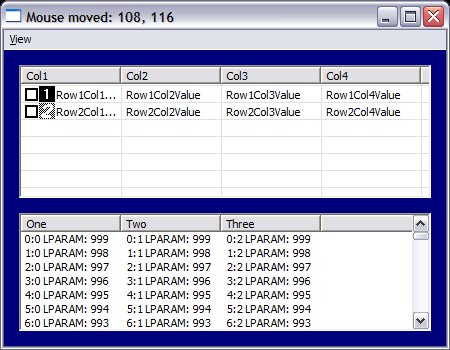 Mouse moved: 108, 116
View
Col1 Col2 Col3 Col4
1 Row1Col1... Row1Col2Value Row1Col3Value Row1Col4Value
2 Row2Col1... Row2Col2Value Row2Col3Value Row2Col4Value
One Two Three
0:0 LPARAM: 999 0:1 LPARAM: 999 0:2 LPARAM: 999
1:0 LPARAM: 998 1:1 LPARAM: 998 1:2 LPARAM: 998
2:0 LPARAM: 997 2:1 LPARAM: 997 2:2 LPARAM: 997
3:0 LPARAM: 996 3:1 LPARAM: 996 3:2 LPARAM: 996
4:0 LPARAM: 995 4:1 LPARAM: 995 4:2 LPARAM: 995
5:0 LPARAM: 994 5:1 LPARAM: 994 5:2 LPARAM: 994
6:0 LPARAM: 993 6:1 LPARAM: 993 6:2 LPARAM: 993